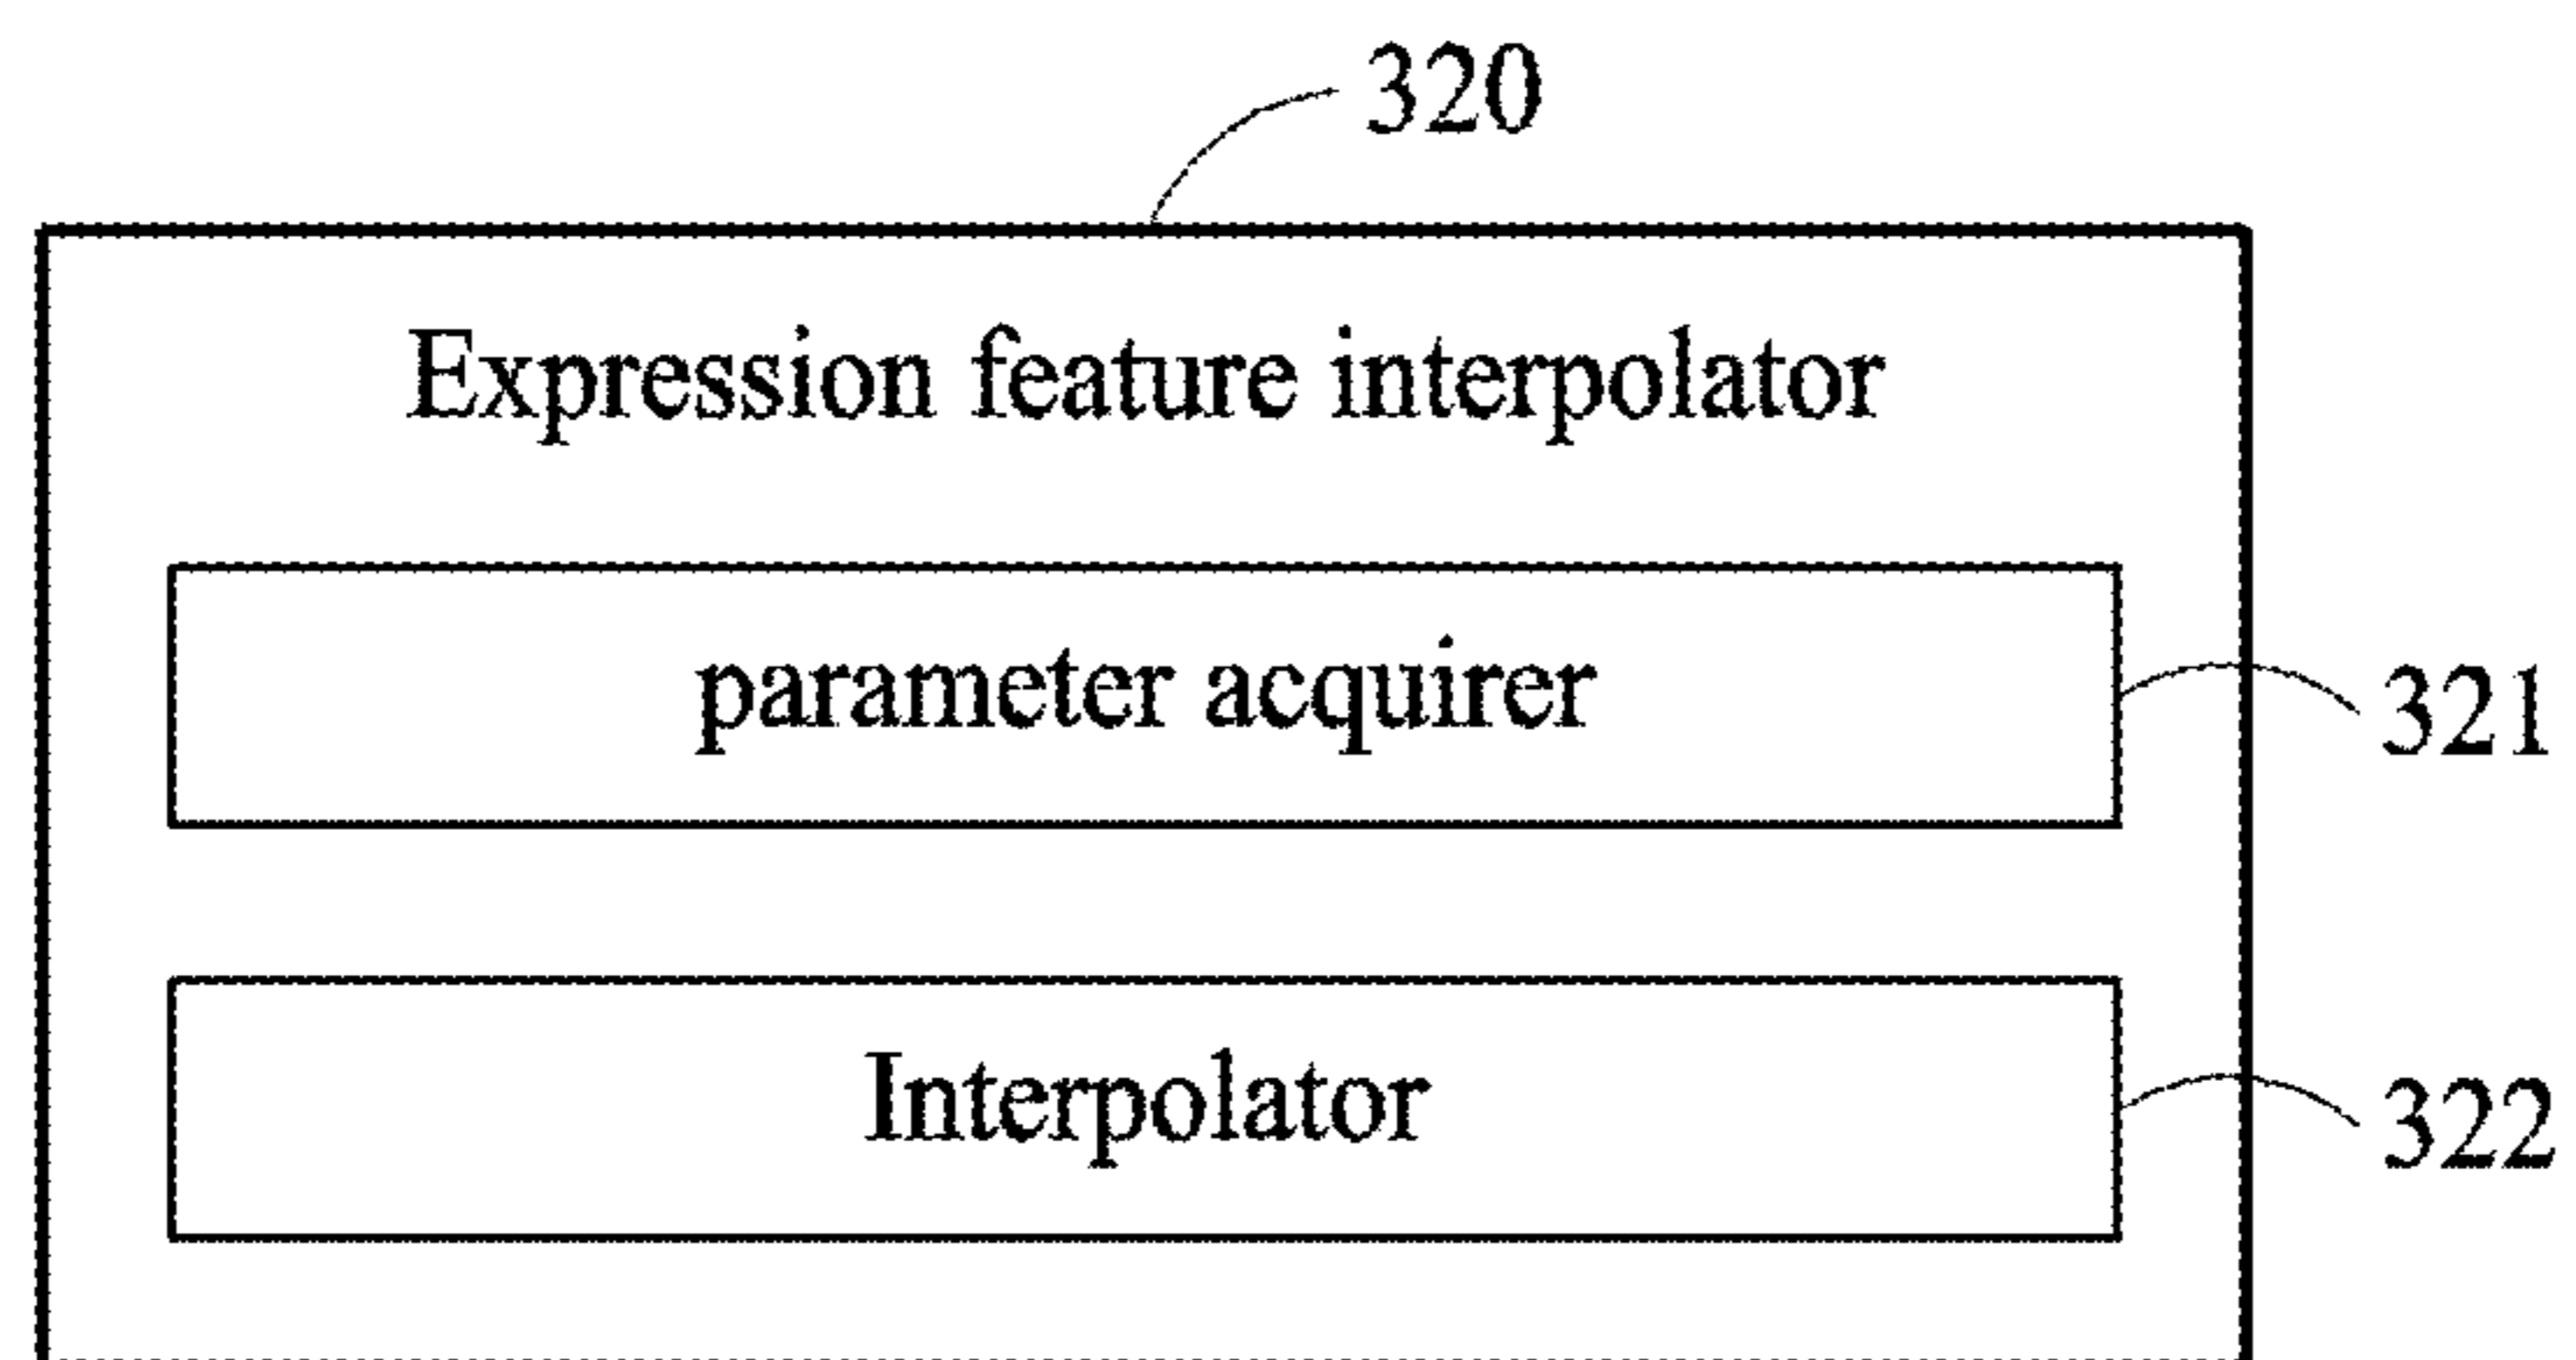 320
Expression feature interpolator
parameter acquirer
321
Interpolator
322